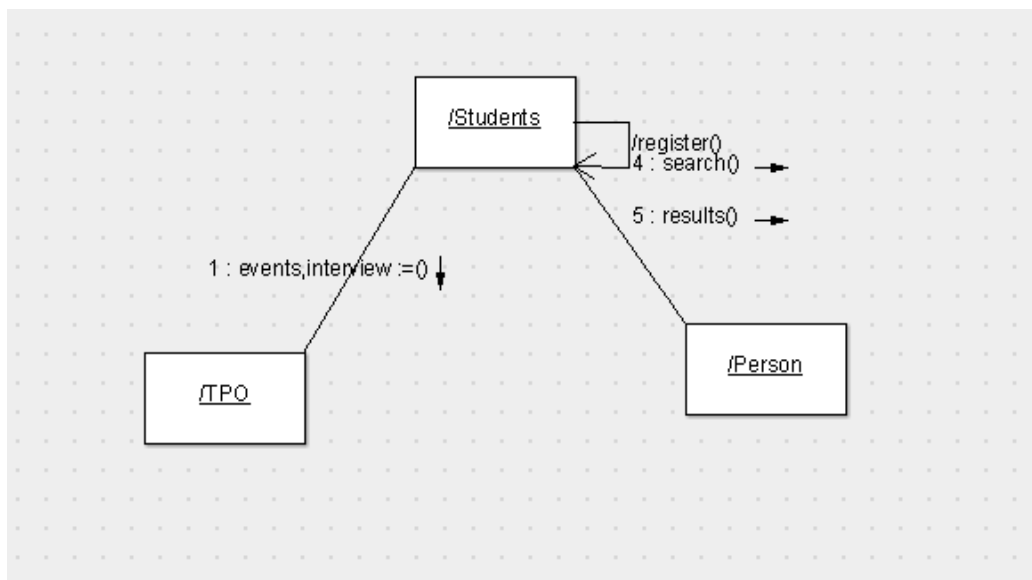 /Students
/register()
4 : search()
5 : results()
1 : events,interview :=()
/Person
/TPO